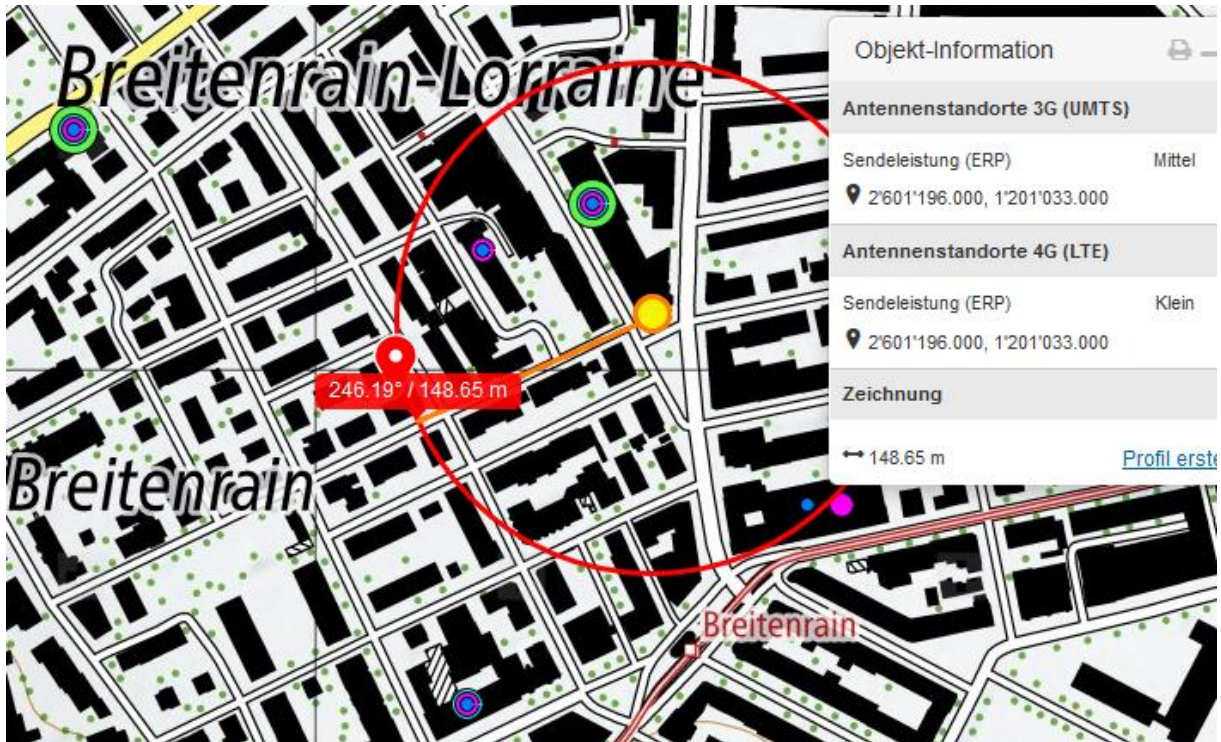 Breitenrain-Lorraine
Objekt-Information
Antennenstandorte 3G (UMTS)
Sendeleistung (ERP) Mittel
2'601'196.000, 1'201'033.000
Antennenstandorte 4G (LTE)
Sendeleistung (ERP) Klein
2'601'196.000, 1'201'033.000
Zeichnung
148.65 m Profil erste
246.19° / 148.65 m
Breitenrain
Breitenrain